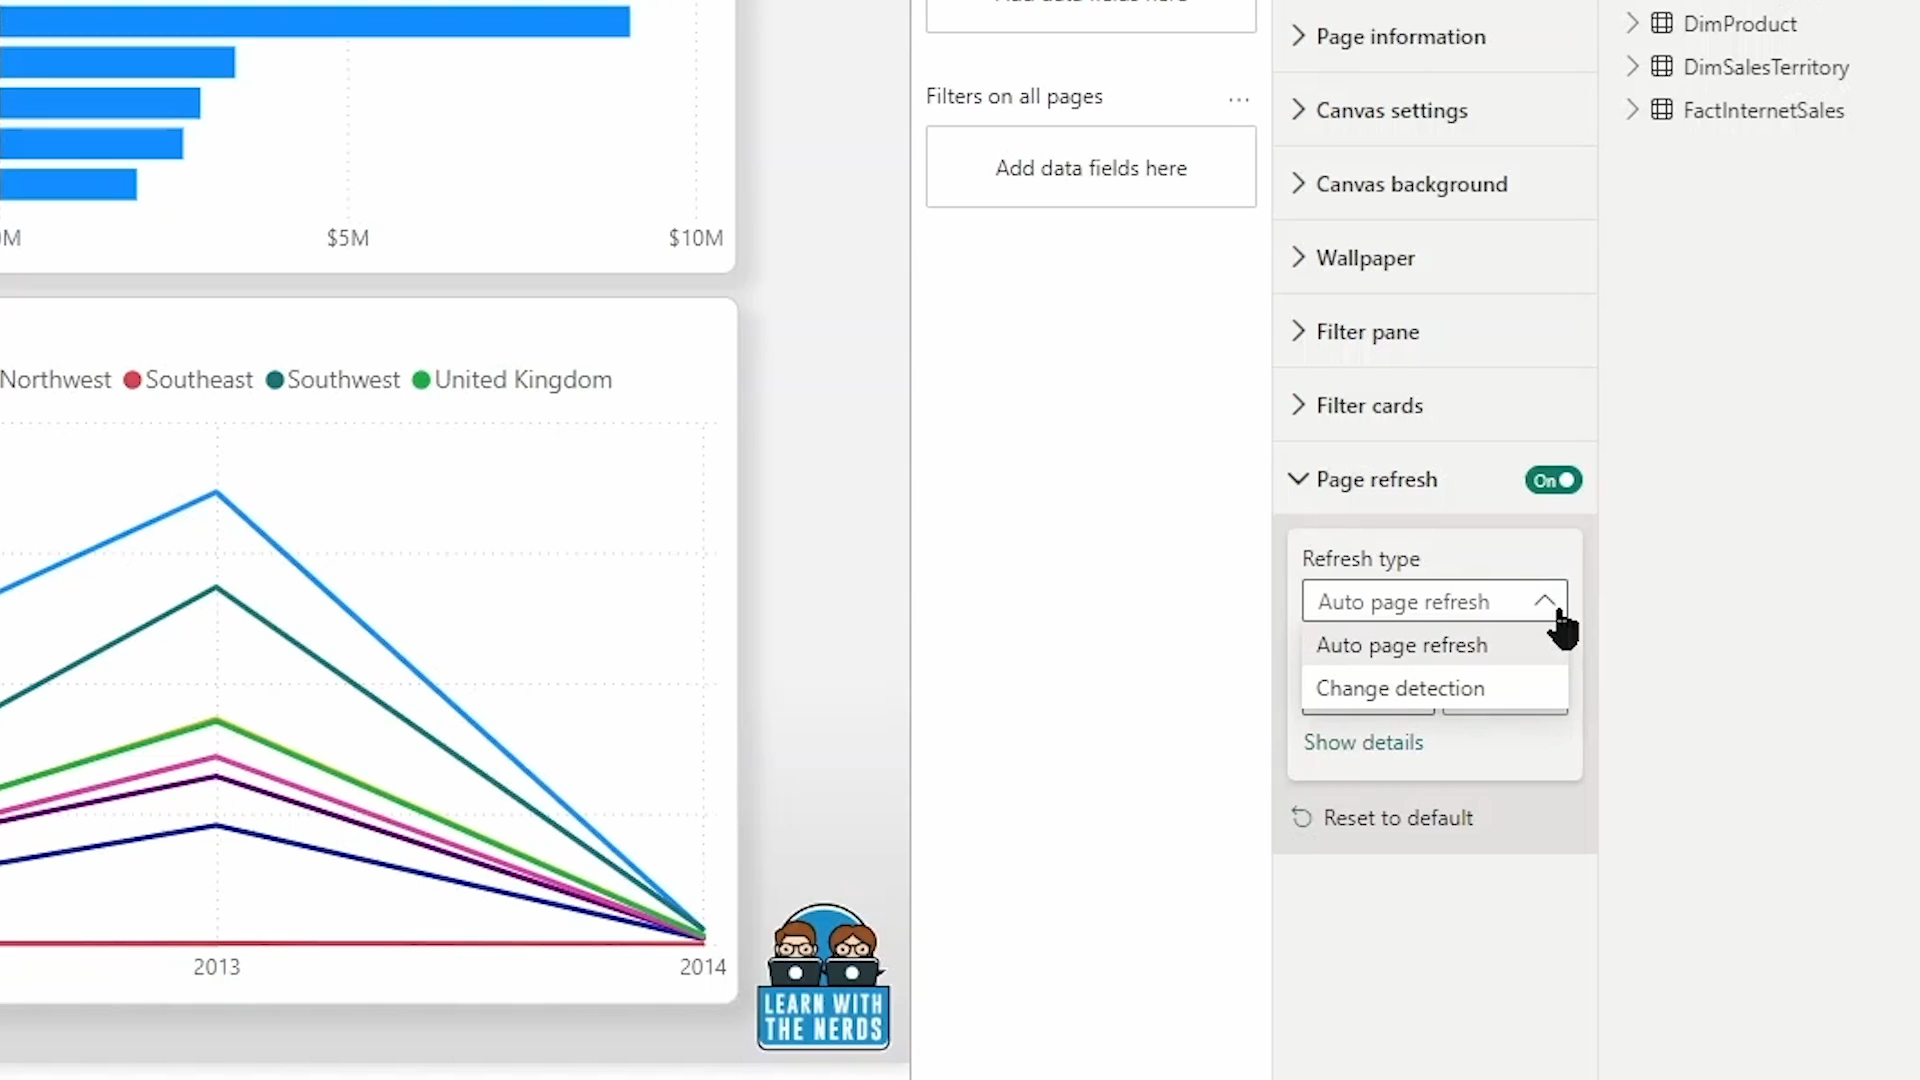 $5M
$10M
Northwest Southeast Southwest United Kingdom
2013
2014
LEARN WITH
THE NERDS
Filters on all pages
...
Add data fields here
Page information
Canvas settings
Canvas background
Wallpaper
Filter pane
Filter cards
Page refresh
On
Refresh type
Auto page refresh
Auto page refresh
Change detection
Show details
Reset to default
DimProduct
DimSalesTerritory
FactInternetSales